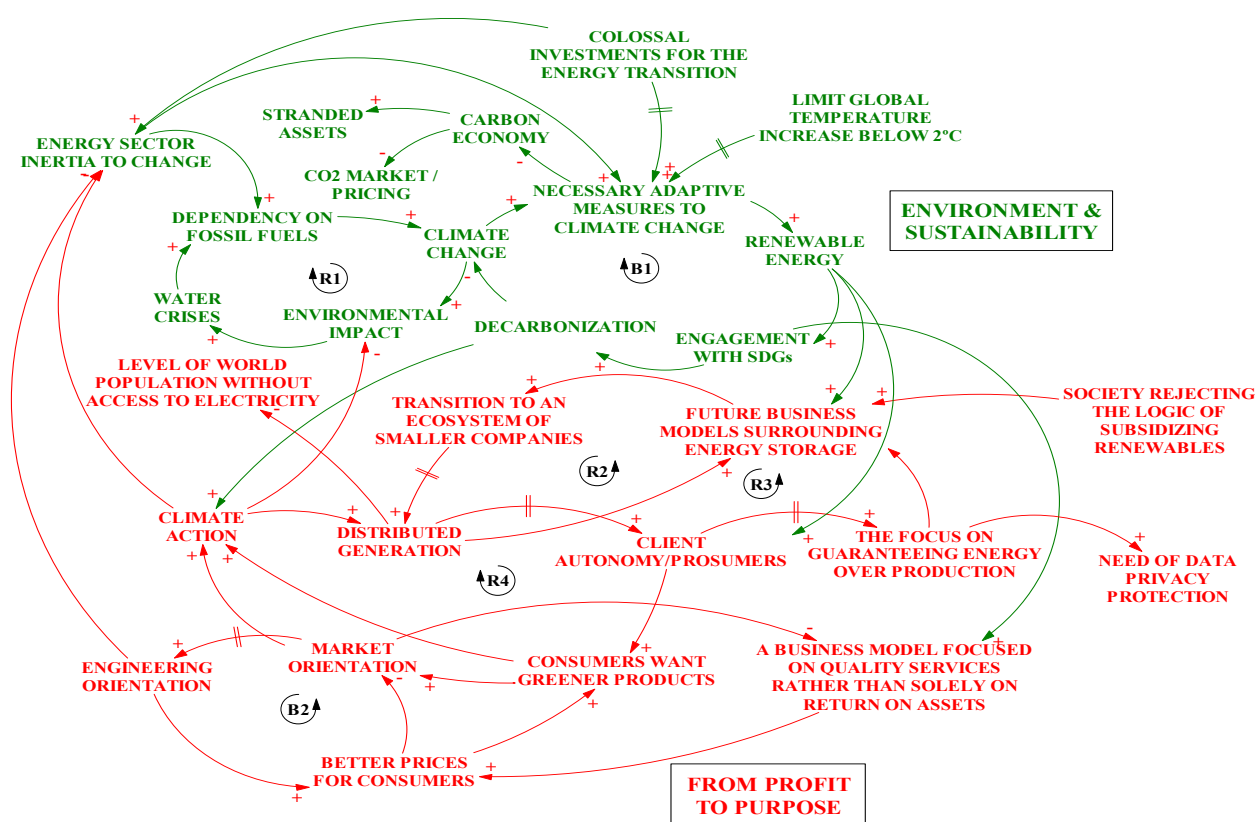 COLOSSAL
INVESTMENTS FOR THE
ENERGY TRANSITION
LIMIT GLOBAL
TEMPERATURE
INCREASE BELOW 2ºC
STRANDED
ASSETS
CARBON
ECONOMY
ENERGY SECTOR
INERTIA TO CHANGE
CO2 MARKET /
PRICING
NECESSARY ADAPTIVE
MEASURES TO
CLIMATE CHANGE
ENVIRONMENT &
SUSTAINABILITY
DEPENDENCY ON
FOSSIL FUELS
CLIMATE
CHANGE
RENEWABLE
ENERGY
R1
B1
WATER
CRISES
ENVIRONMENTAL
IMPACT
DECARBONIZATION
ENGAGEMENT
WITH SDGs
LEVEL OF WORLD
POPULATION WITHOUT
ACCESS TO ELECTRICITY
TRANSITION TO AN
ECOSYSTEM OF
SMALLER COMPANIES
FUTURE BUSINESS
MODELS SURROUNDING
ENERGY STORAGE
SOCIETY REJECTING
THE LOGIC OF
SUBSIDIZING
RENEWABLES
R2
R3
CLIMATE
ACTION
DISTRIBUTED
GENERATION
CLIENT
AUTONOMY/PROSUMERS
THE FOCUS ON
GUARANTEEING ENERGY
OVER PRODUCTION
NEED OF DATA
PRIVACY
PROTECTION
R4
ENGINEERING
ORIENTATION
MARKET
ORIENTATION
CONSUMERS WANT
GREENER PRODUCTS
A BUSINESS MODEL FOCUSED
ON QUALITY SERVICES
RATHER THAN SOLELY ON
RETURN ON ASSETS
B2
BETTER PRICES
FOR CONSUMERS
FROM PROFIT
TO PURPOSE